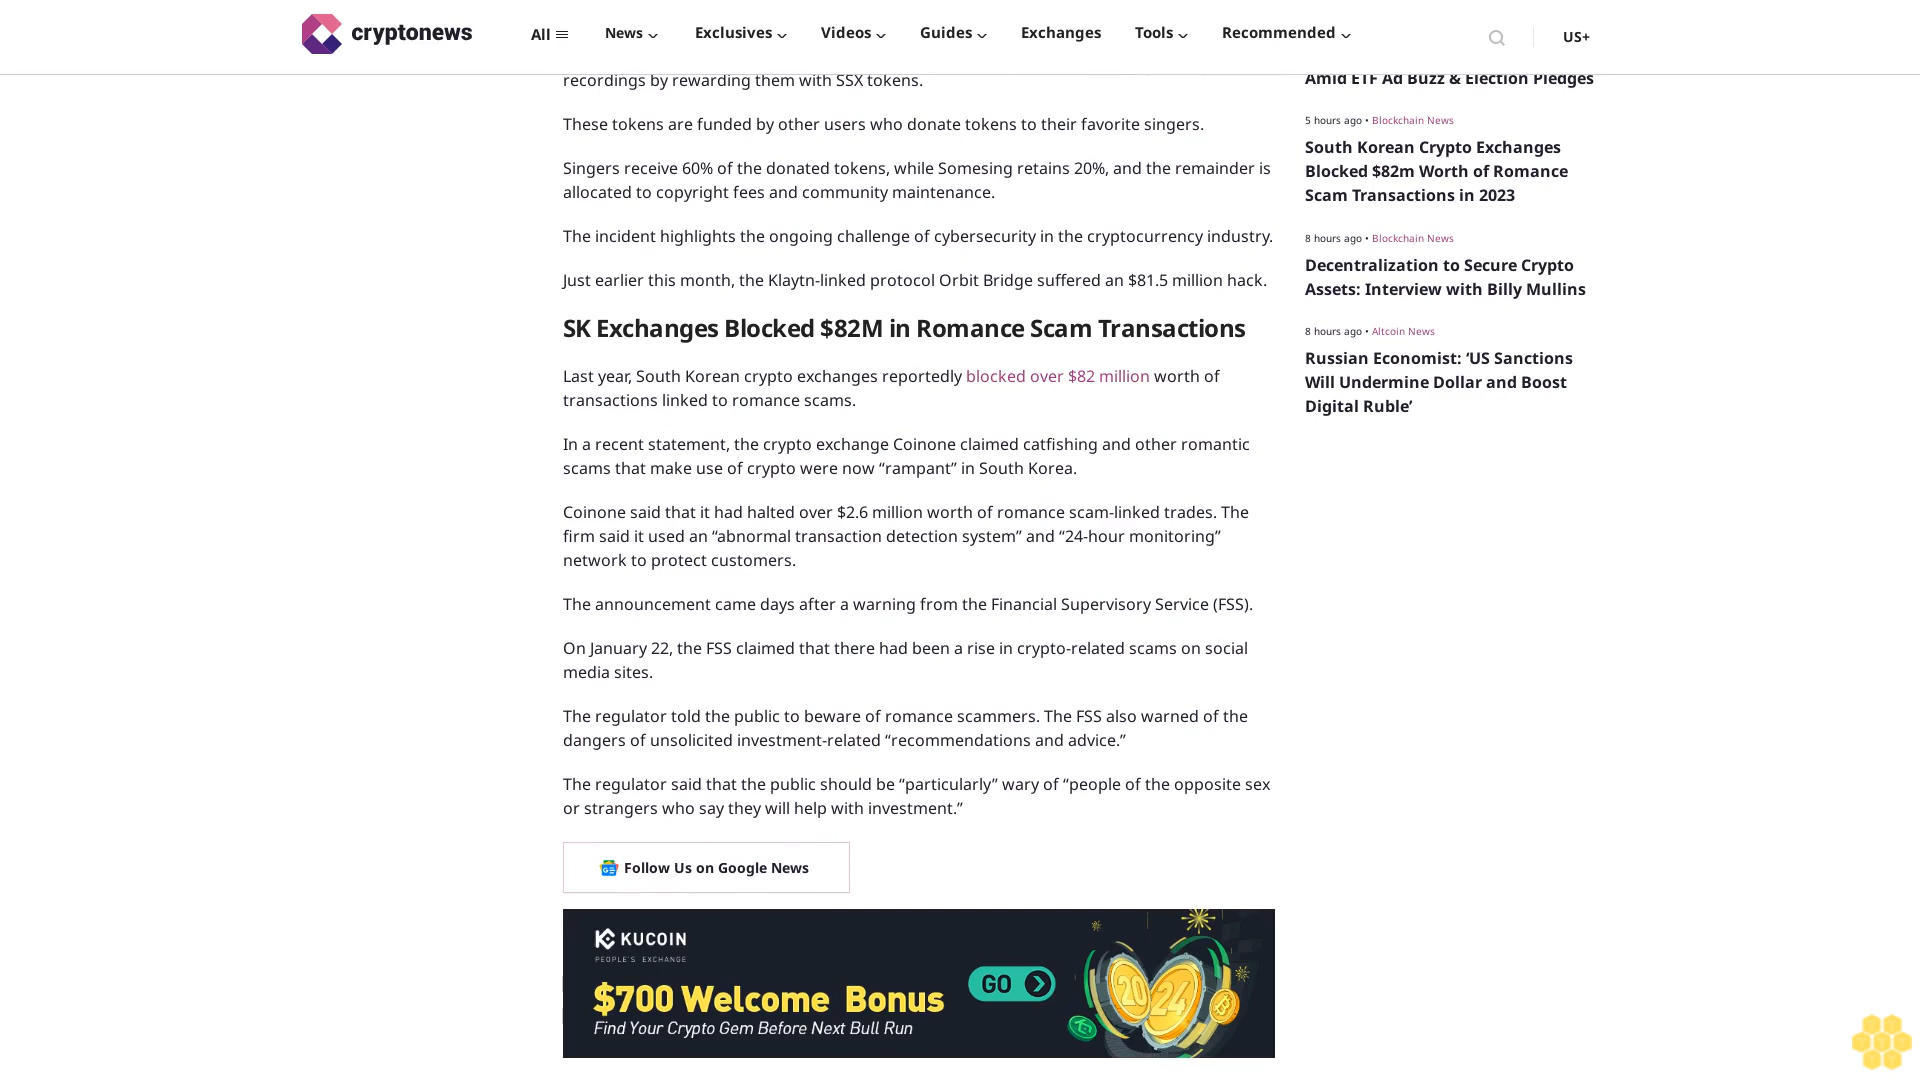 cryptonews
All
News
Exclusives
Videos
Guides
Exchanges
Tools
Recommended
US+
recordings by rewarding them with SSX tokens.
These tokens are funded by other users who donate tokens to their favorite singers.
Singers receive 60% of the donated tokens, while Somesing retains 20%, and the remainder is
allocated to copyright fees and community maintenance.
The incident highlights the ongoing challenge of cybersecurity in the cryptocurrency industry.
Just earlier this month, the Klaytn-linked protocol Orbit Bridge suffered an $81.5 million hack.
SK Exchanges Blocked $82M in Romance Scam Transactions
Last year, South Korean crypto exchanges reportedly blocked over $82 million worth of
transactions linked to romance scams.
In a recent statement, the crypto exchange Coinone claimed catfishing and other romantic
scams that make use of crypto were now “rampant” in South Korea.
Coinone said that it had halted over $2.6 million worth of romance scam-linked trades. The
firm said it used an “abnormal transaction detection system” and “24-hour monitoring”
network to protect customers.
The announcement came days after a warning from the Financial Supervisory Service (FSS).
On January 22, the FSS claimed that there had been a rise in crypto-related scams on social
media sites.
The regulator told the public to beware of romance scammers. The FSS also warned of the
dangers of unsolicited investment-related “recommendations and advice.”
The regulator said that the public should be “particularly” wary of “people of the opposite sex
or strangers who say they will help with investment.”
Follow Us on Google News
KUCOIN
PEOPLE'S EXCHANGE
$700 Welcome Bonus
Find Your Crypto Gem Before Next Bull Run
GO
2024
Amid ETF Ad Buzz & Election Pledges
5 hours ago • Blockchain News
South Korean Crypto Exchanges
Blocked $82m Worth of Romance
Scam Transactions in 2023
8 hours ago • Blockchain News
Decentralization to Secure Crypto
Assets: Interview with Billy Mullins
8 hours ago • Altcoin News
Russian Economist: ‘US Sanctions
Will Undermine Dollar and Boost
Digital Ruble’